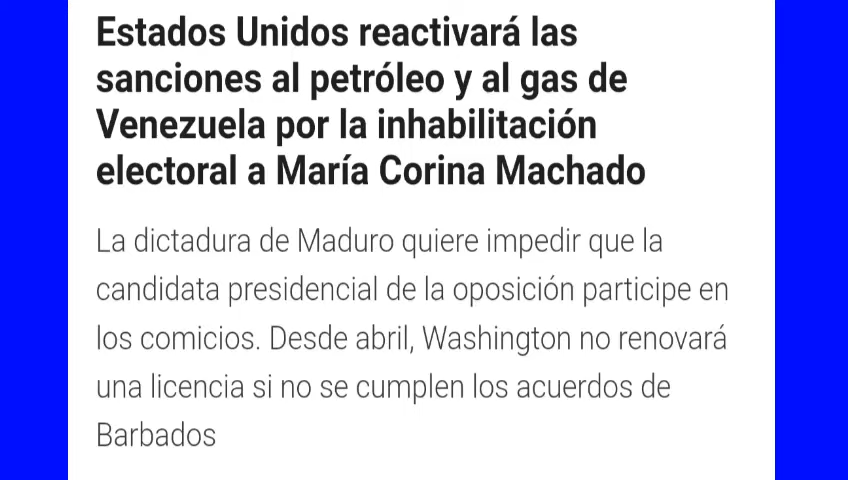 Estados Unidos reactivará las
sanciones al petróleo y al gas de
Venezuela por la inhabilitación
electoral a María Corina Machado
La dictadura de Maduro quiere impedir que la
candidata presidencial de la oposición participe en
los comicios. Desde abril, Washington no renovará
una licencia si no se cumplen los acuerdos de
Barbados